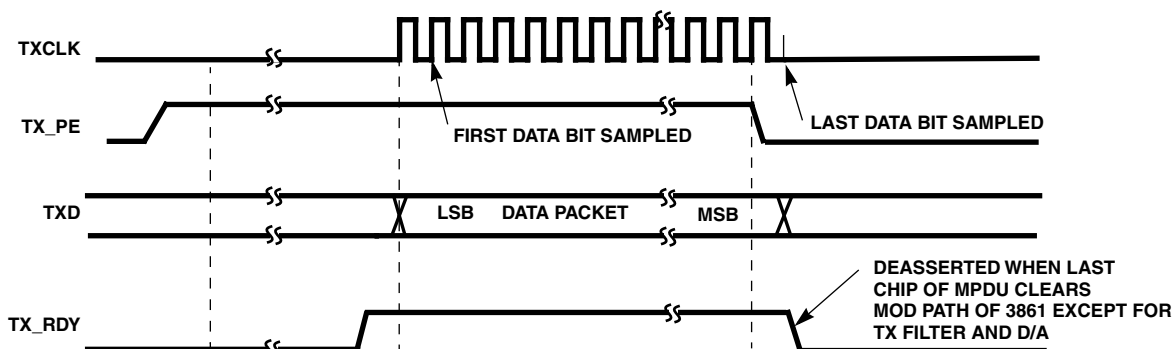 TXCLK
FIRST DATA BIT SAMPLED
LAST DATA BIT SAMPLED
TX_PE
TXD
LSB DATA PACKET MSB
DEASSERTED WHEN LAST
CHIP OF MPDU CLEARS
MOD PATH OF 3861 EXCEPT FOR
TX FILTER AND D/A
TX_RDY